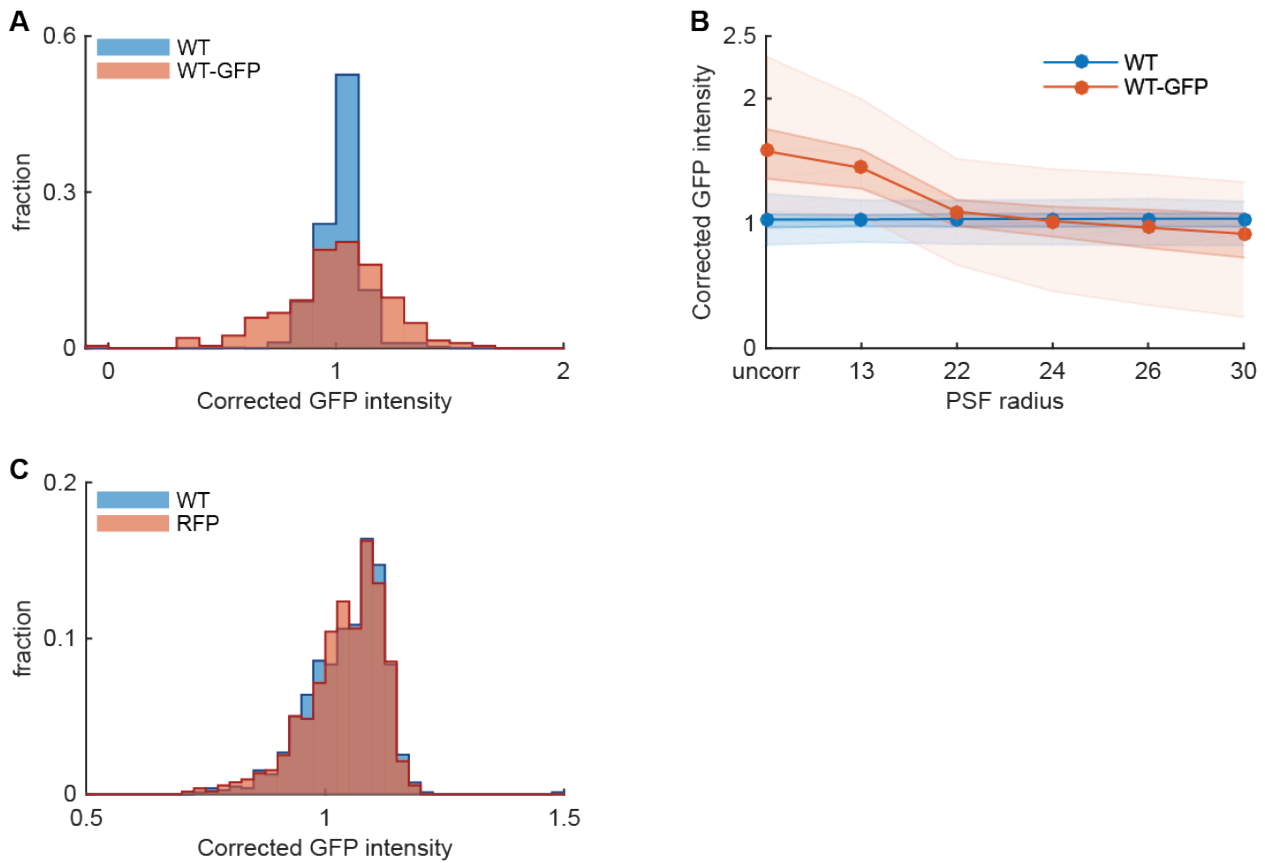 A
0.6
WT
WT-GFP
fraction
0.3
0
0
1
2
Corrected GFP intensity
B
2.5
WT
WT-GFP
2
Corrected GFP intensity
1
0
uncorr
13
22
24
26
30
PSF radius
C
0.2
WT
RFP
fraction
0.1
0
0.5
1
1.5
Corrected GFP intensity